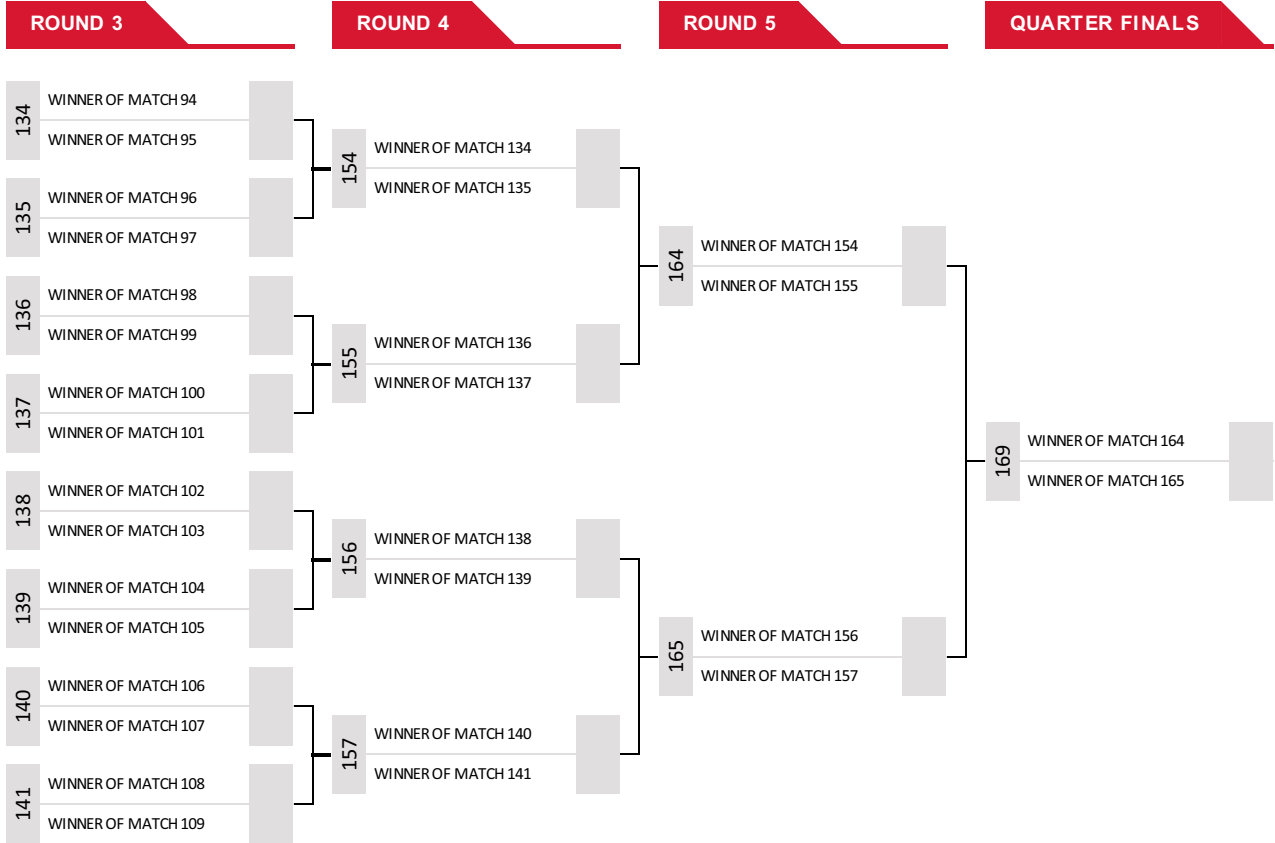 ROUND 3
ROUND 4
ROUND 5
QUARTER FINALS
134
WINNER OF MATCH 94
WINNER OF MATCH 95
135
WINNER OF MATCH 96
WINNER OF MATCH 97
136
WINNER OF MATCH 98
WINNER OF MATCH 99
137
WINNER OF MATCH 100
WINNER OF MATCH 101
138
WINNER OF MATCH 102
WINNER OF MATCH 103
139
WINNER OF MATCH 104
WINNER OF MATCH 105
140
WINNER OF MATCH 106
WINNER OF MATCH 107
141
WINNER OF MATCH 108
WINNER OF MATCH 109
154
WINNER OF MATCH 134
WINNER OF MATCH 135
155
WINNER OF MATCH 136
WINNER OF MATCH 137
156
WINNER OF MATCH 138
WINNER OF MATCH 139
157
WINNER OF MATCH 140
WINNER OF MATCH 141
164
WINNER OF MATCH 154
WINNER OF MATCH 155
165
WINNER OF MATCH 156
WINNER OF MATCH 157
169
WINNER OF MATCH 164
WINNER OF MATCH 165